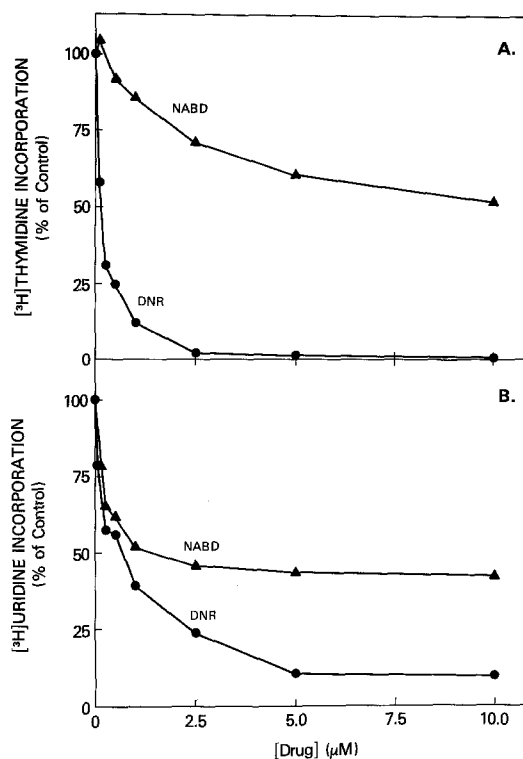 A.
[³H]THYMIDINE INCORPORATION
(% of Control)
100
75
50
25
0
NABD
DNR
B.
[³H]URIDINE INCORPORATION
(% of Control)
100
75
50
25
0
NABD
DNR
0 2.5 5.0 7.5 10.0
[Drug] (μM)